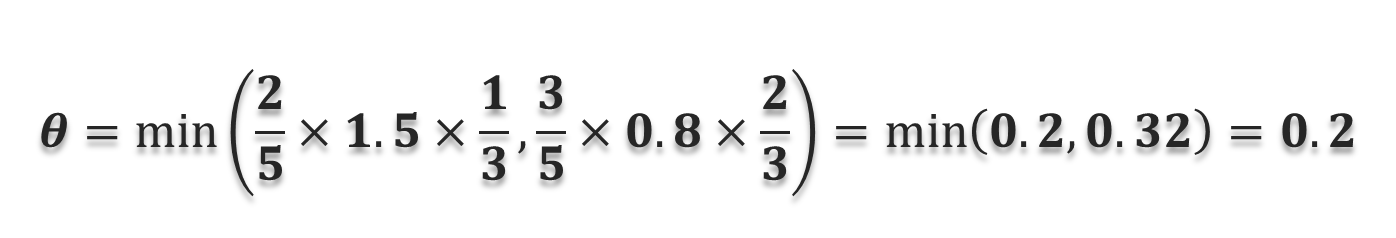 θ = min(2/5 × 1.5 × 1/3, 3/5 × 0.8 × 2/3) = min(0.2, 0.32) = 0.2